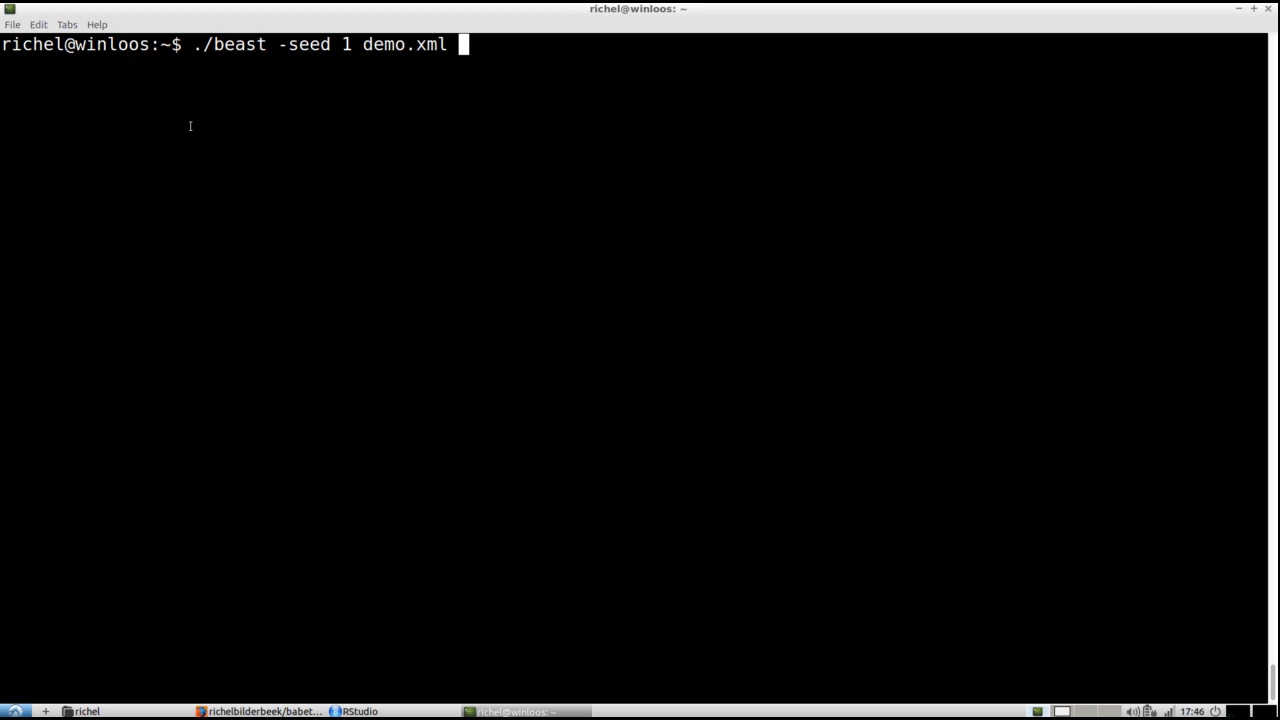 richel@winloos: ~
File Edit Tabs Help
richel@winloos:~$ ./beast -seed 1 demo.xml
richel richelbilderbeek/babet... RStudio richel@winloos: ~ 17:46